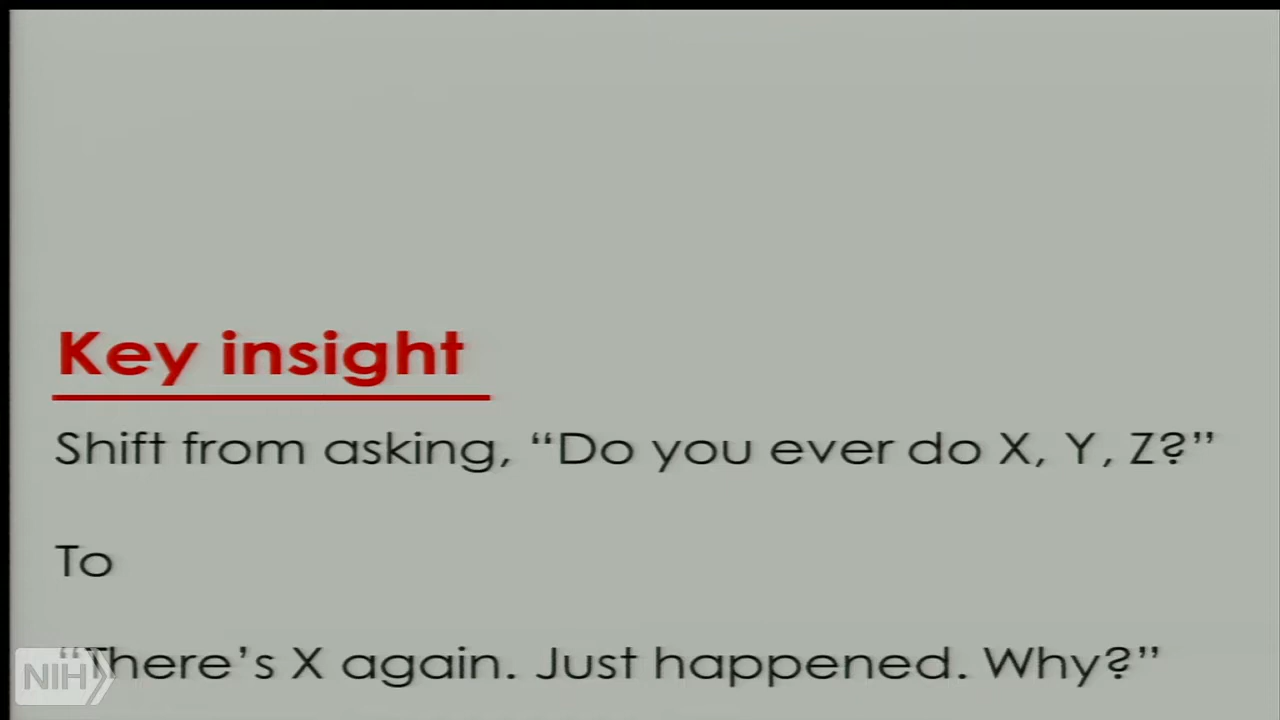 Key insight
Shift from asking, “Do you ever do X, Y, Z?”
To
“There’s X again. Just happened. Why?”
NIH